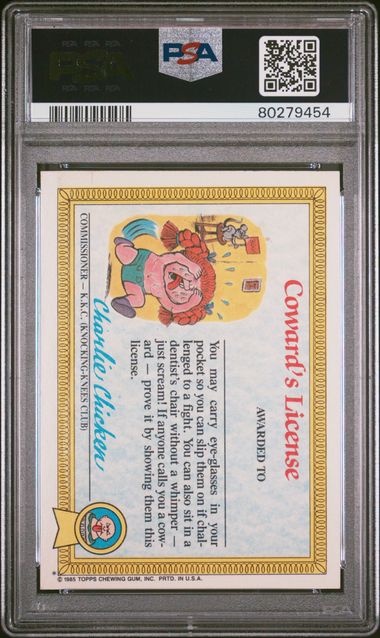 PSA
80279454
Coward's License
AWARDED TO
You may carry eye-glasses in your
pocket so you can slip them on if chal-
lenged to a fight. You can also sit in a
dentist's chair without a whimper —
just scream! If anyone calls you a cow-
ard — prove it by showing them this
license.
Charlie Chicken
COMMISSIONER — K.K.C. (KNOCKING-KNEES CLUB)
* © 1985 TOPPS CHEWING GUM, INC. PRTD. IN U.S.A.